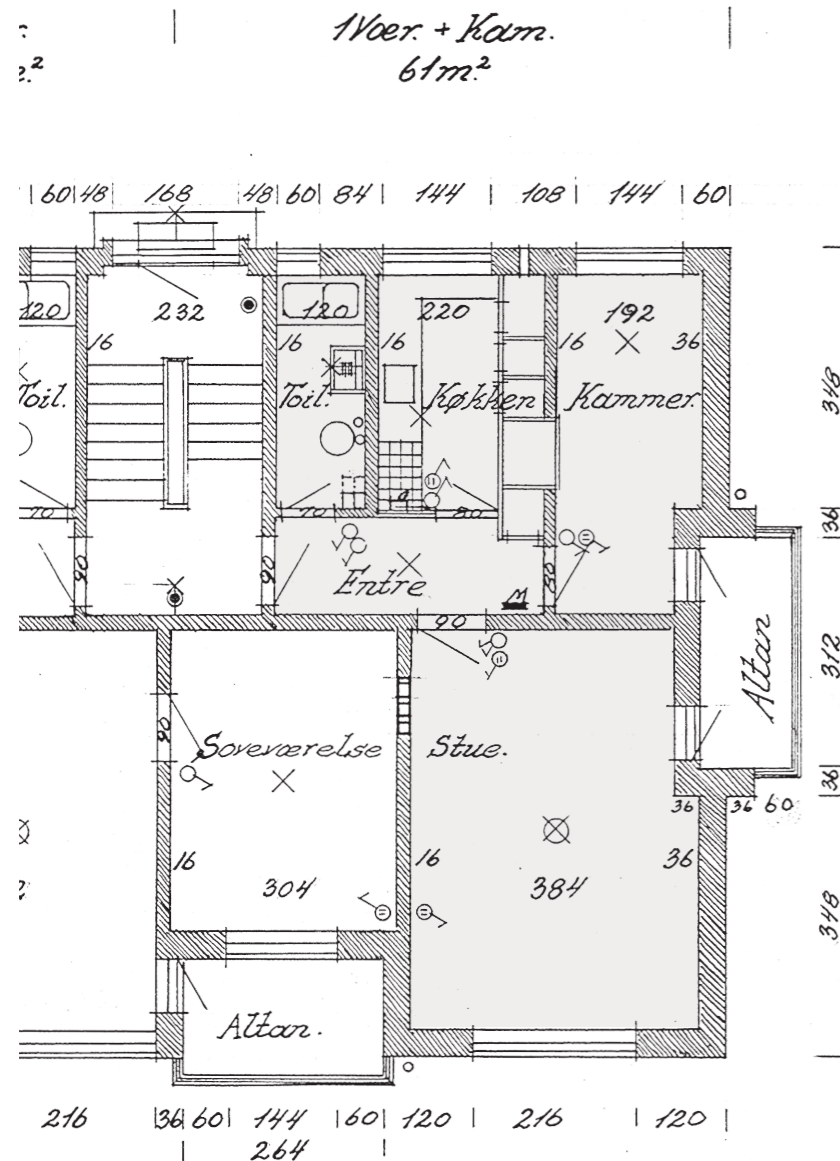 1Vær. + Kam.
61m.²
60 48 168 48 60 84 144 108 144 60
120 232 120 220 192
16 16 16 16 36
348
Toil. Toil. Køkken Kammer.
70 70 80
36
90 90 Entre 80
90
Altan
312
90 Soveværelse Stue.
36
36 36 60
16 16 36
304 384
348
Altan.
216 36 60 144 60 120 216 120
264